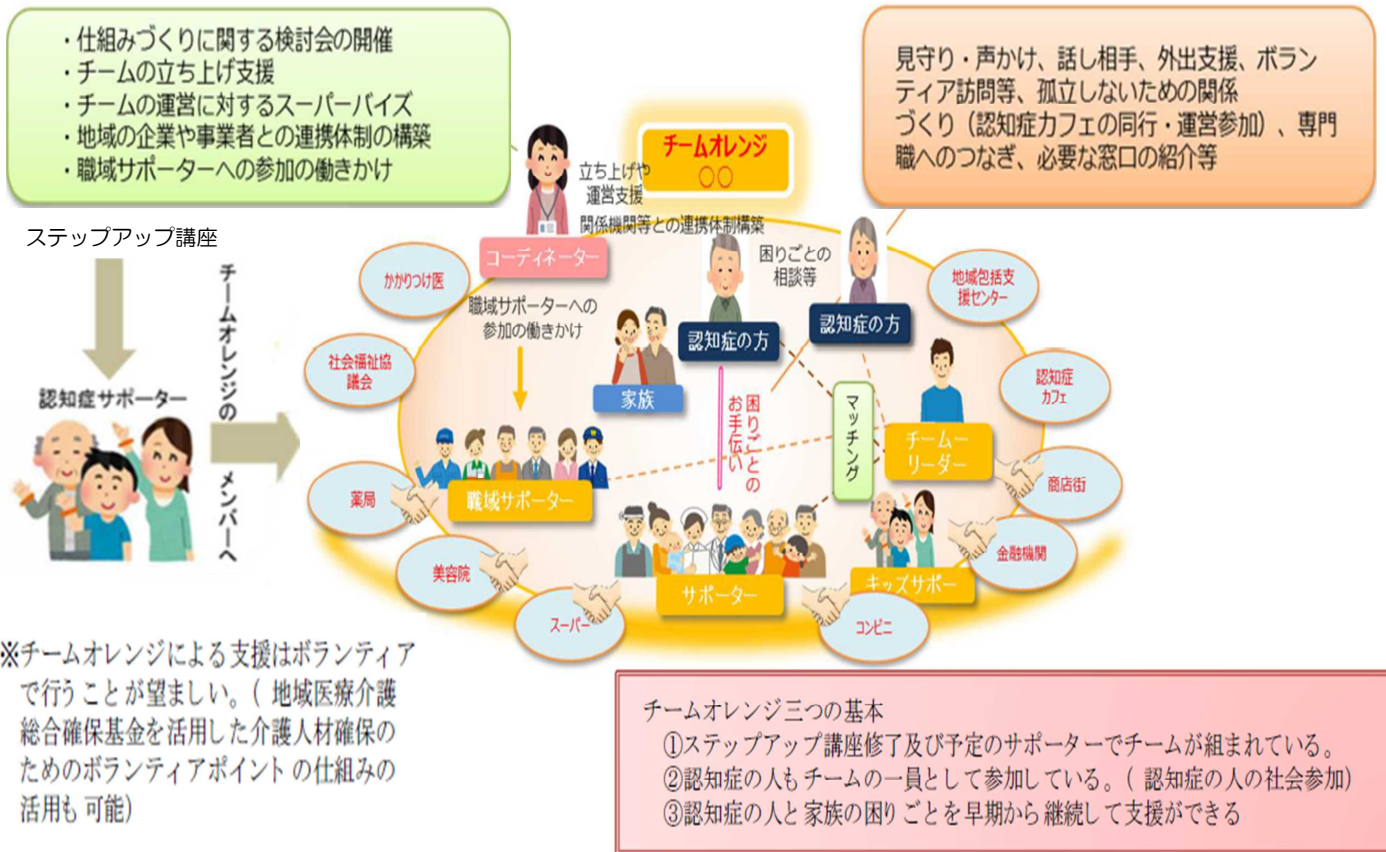 ・仕組みづくりに関する検討会の開催
・チームの立ち上げ支援
・チームの運営に対するスーパーバイズ
・地域の企業や事業者との連携体制の構築
・職域サポーターへの参加の働きかけ
見守り・声かけ、話し相手、外出支援、ボラン
ティア訪問等、孤立しないための関係
づくり（認知症カフェの同行・運営参加）、専門
職へのつなぎ、必要な窓口の紹介等
チームオレンジ
○○
立ち上げや
運営支援
関係機関等との連携体制構築
コーディネーター
職域サポーターへの
参加の働きかけ
困りごとの
相談等
ステップアップ講座
認知症サポーター
チームオレンジの
メンバーへ
かかりつけ医
社会福祉協
議会
薬局
美容院
スーパー
コンビニ
金融機関
商店街
認知症
カフェ
地域包括支
援センター
認知症の方
認知症の方
家族
困りごとの
お手伝い
マッチング
チームー
リーダー
職域サポーター
サポーター
キッズサポー
※チームオレンジによる支援はボランティア
で行うことが望ましい。（ 地域医療介護
総合確保基金を活用した介護人材確保の
ためのボランティアポイント の仕組みの
活用も 可能）
チームオレンジ三つの基本
①ステップアップ講座修了及び予定のサポーターでチームが組まれている。
②認知症の人もチームの一員として参加している。（ 認知症の人の社会参加）
③認知症の人と家族の困りごとを早期から 継続して支援ができる